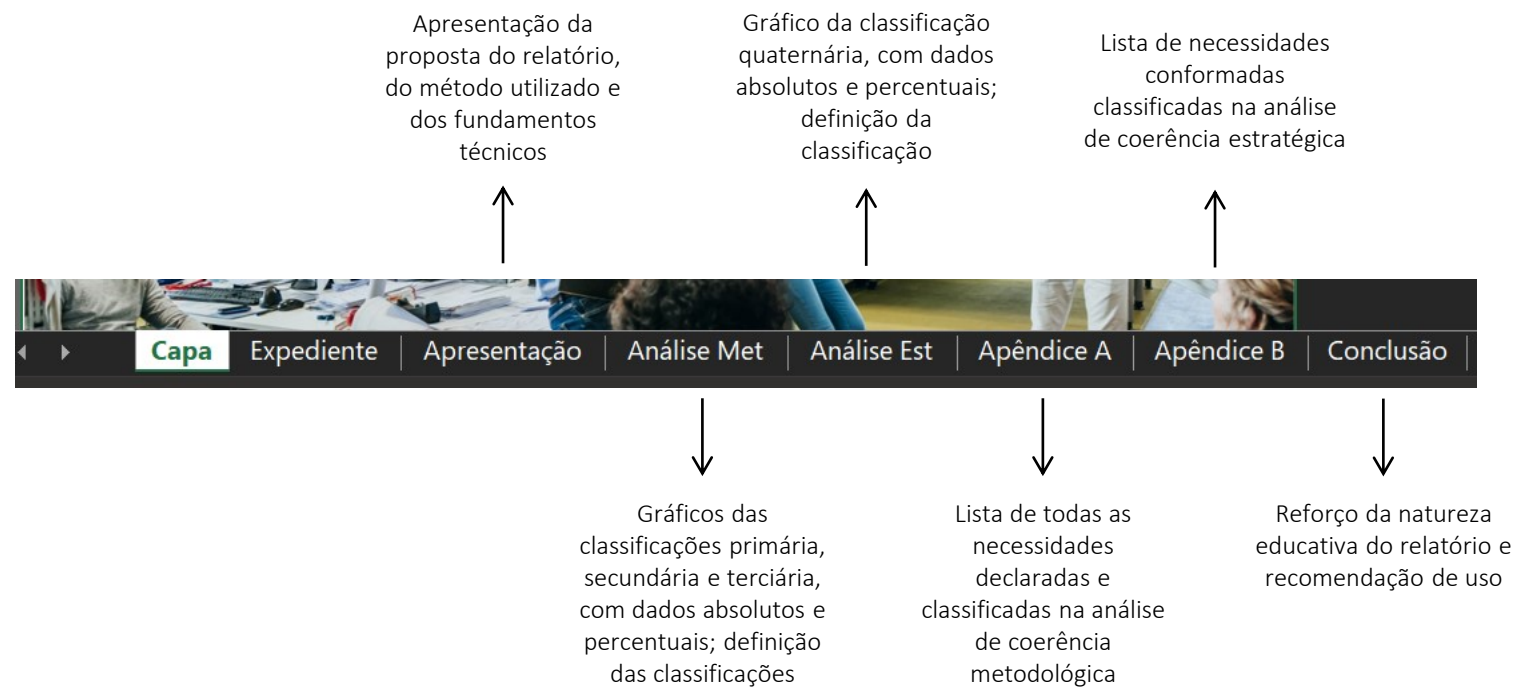 Apresentação da
proposta do relatório,
do método utilizado e
dos fundamentos
técnicos
Gráfico da classificação
quaternária, com dados
absolutos e percentuais;
definição da
classificação
Lista de necessidades
conformadas
classificadas na análise
de coerência estratégica
Capa Expediente Apresentação Análise Met Análise Est Apêndice A Apêndice B Conclusão
Gráficos das
classificações primária,
secundária e terciária,
com dados absolutos e
percentuais; definição
das classificações
Lista de todas as
necessidades
declaradas e
classificadas na análise
de coerência
metodológica
Reforço da natureza
educativa do relatório e
recomendação de uso